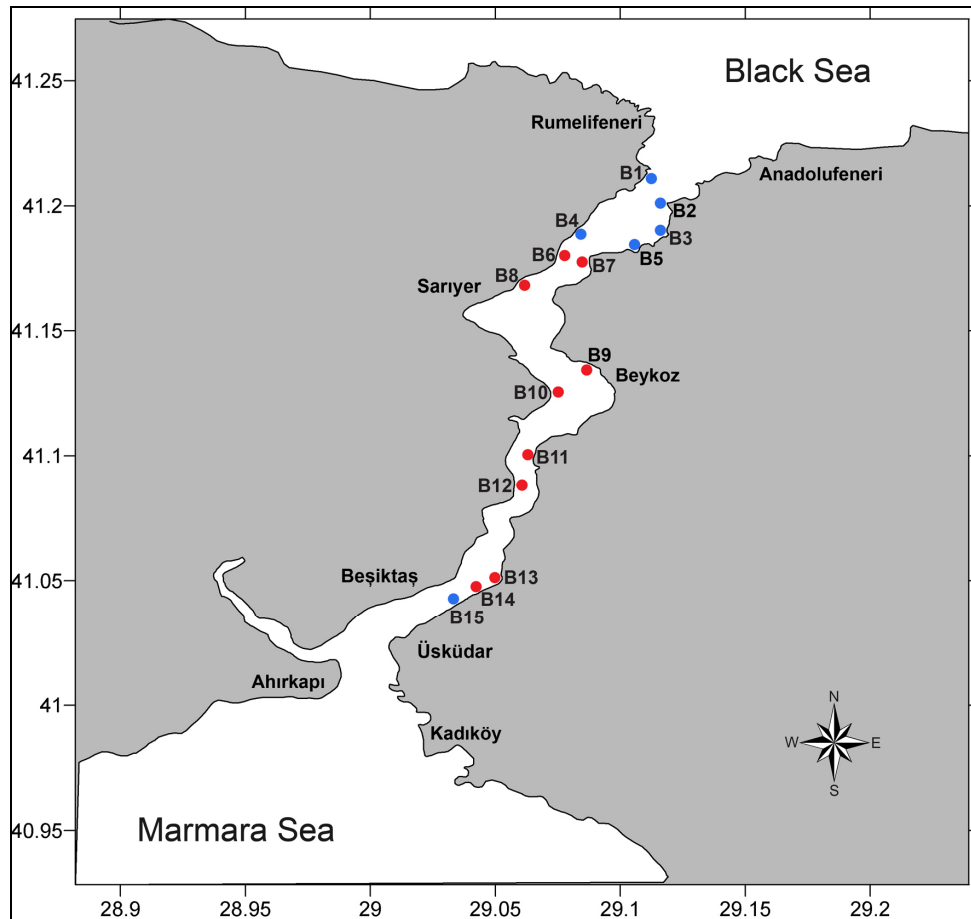 41.25
41.2
41.15
41.1
41.05
41
40.95
Black Sea
Rumelifeneri
Anadolufeneri
B1
B2
B4
B3
B5
B6
B7
B8
Sarıyer
B9
Beykoz
B10
B11
B12
Beşiktaş
B13
B14
B15
Üsküdar
Ahırkapı
Kadıköy
N
W
E
S
Marmara Sea
28.9
28.95
29
29.05
29.1
29.15
29.2